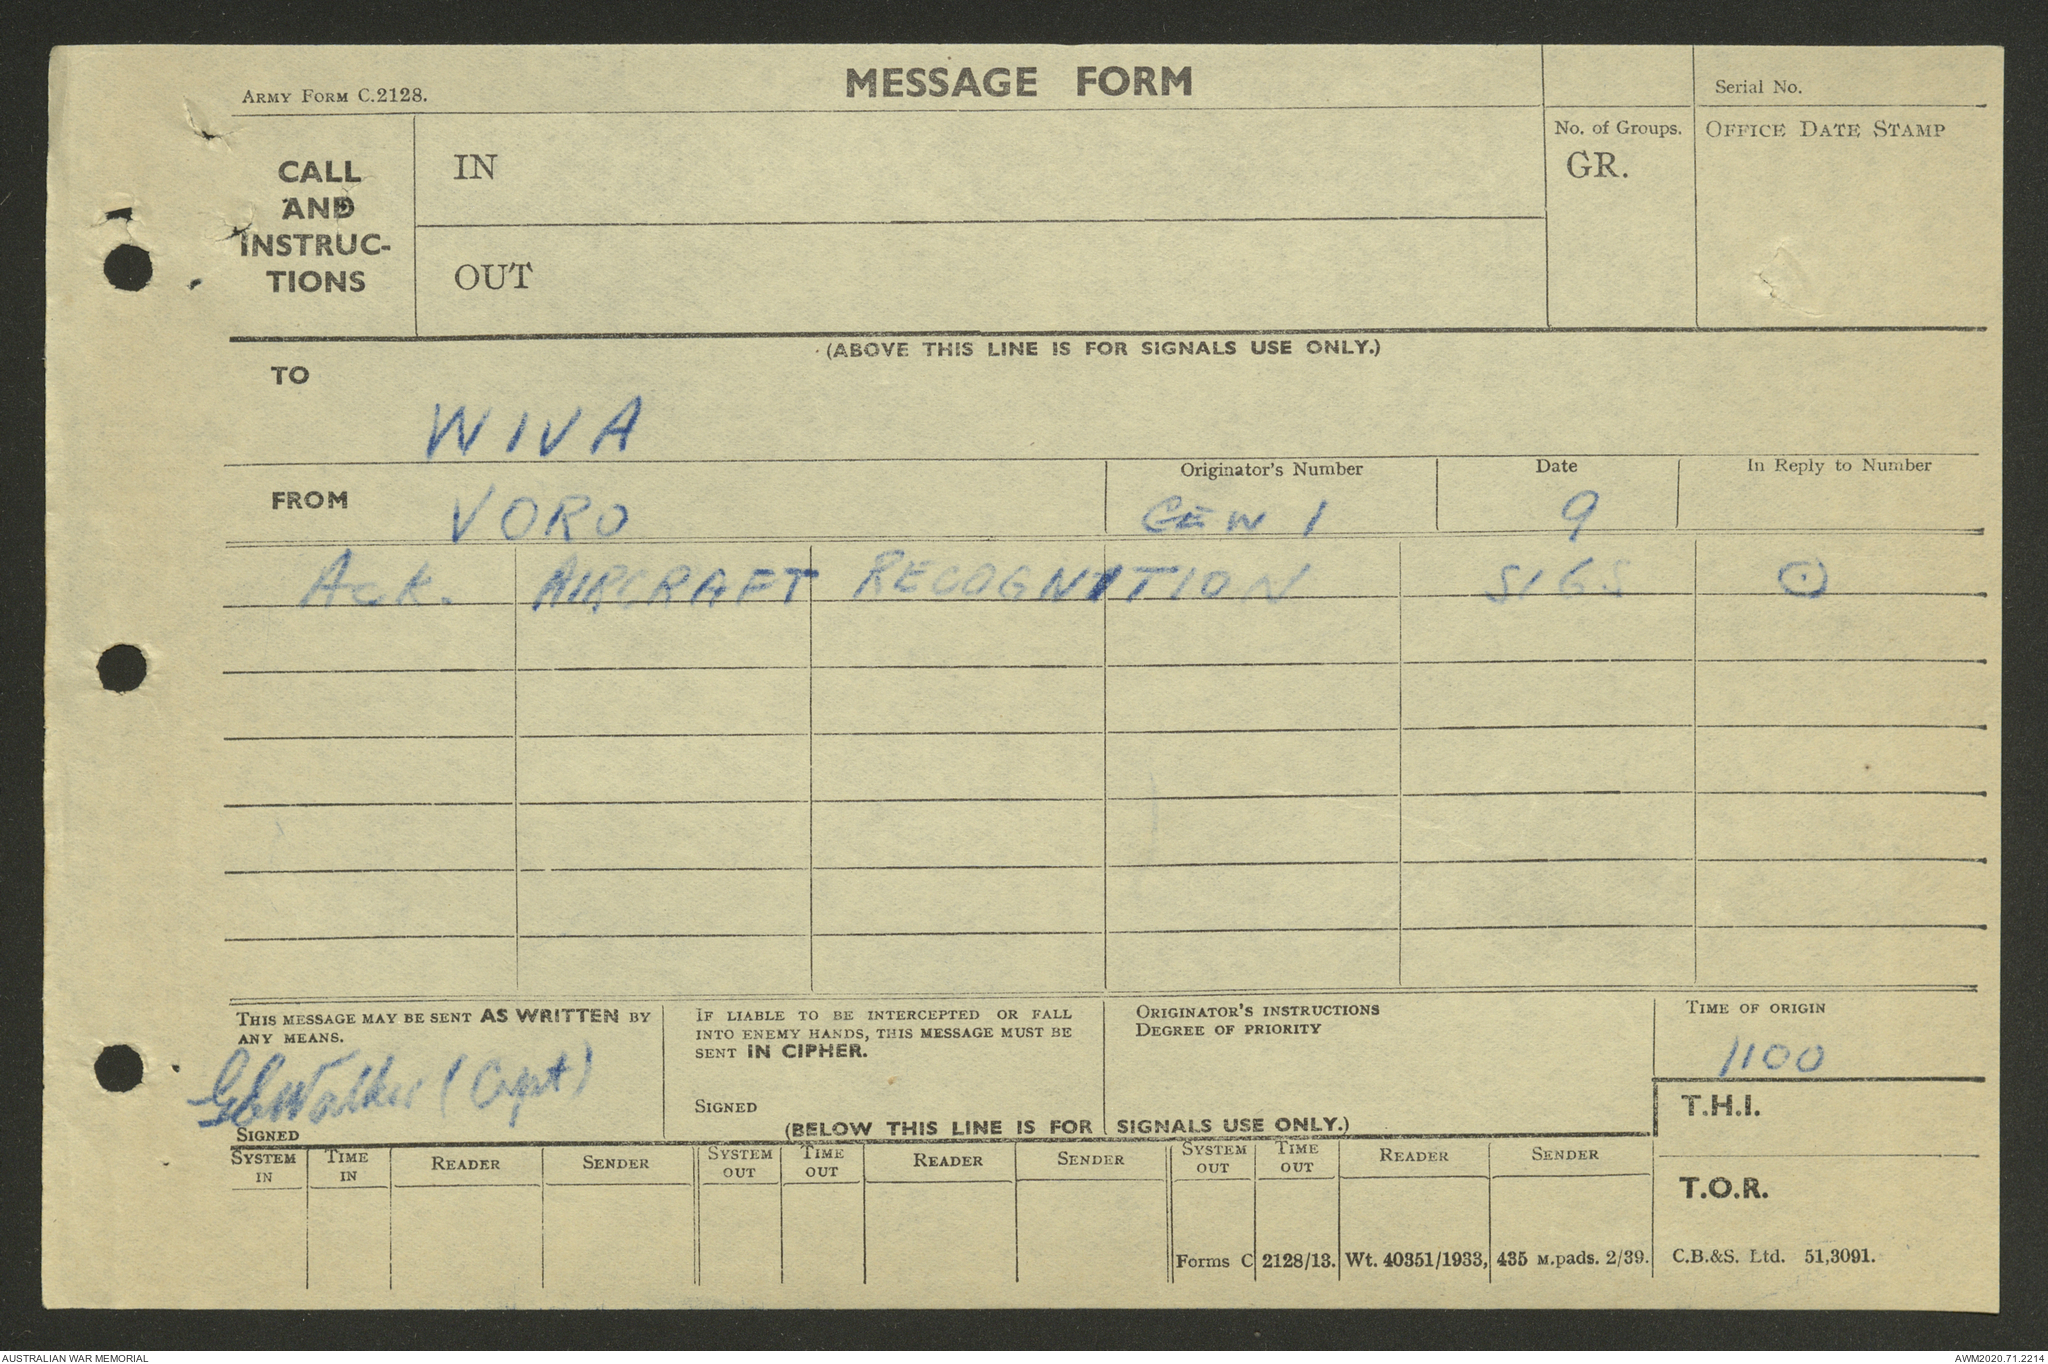 ARMY FORM C.2128.
MESSAGE FORM
Serial No.
CALL
AND
INSTRUC-
TIONS
IN
OUT
No. of Groups.
GR.
OFFICE DATE STAMP
(ABOVE THIS LINE IS FOR SIGNALS USE ONLY.)
TO
WIVA
FROM
VORO
Originator's Number
GEW 1
Date
9
In Reply to Number
Ack. AIRCRAFT RECOGNITION SIGS ⊙
THIS MESSAGE MAY BE SENT AS WRITTEN BY
ANY MEANS.
Walker (Capt)
SIGNED
IF LIABLE TO BE INTERCEPTED OR FALL
INTO ENEMY HANDS, THIS MESSAGE MUST BE
SENT IN CIPHER.
SIGNED
ORIGINATOR'S INSTRUCTIONS
DEGREE OF PRIORITY
TIME OF ORIGIN
1100
T.H.I.
(BELOW THIS LINE IS FOR SIGNALS USE ONLY.)
SYSTEM IN
TIME IN
READER
SENDER
SYSTEM OUT
TIME OUT
READER
SENDER
SYSTEM OUT
TIME OUT
READER
SENDER
T.O.R.
Forms C 2128/13. Wt. 40351/1933, 435 M.pads. 2/39. C.B.&S. Ltd. 51,3091.
AUSTRALIAN WAR MEMORIAL
AWM2020.71.2214